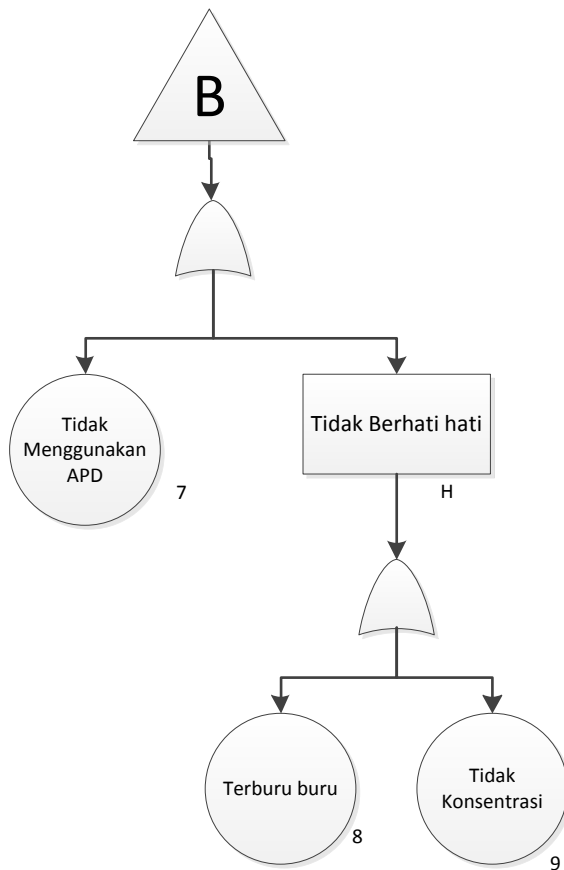 B
Tidak
Menggunakan
APD
7
Tidak Berhati hati
H
Terburu buru
8
Tidak
Konsentrasi
9